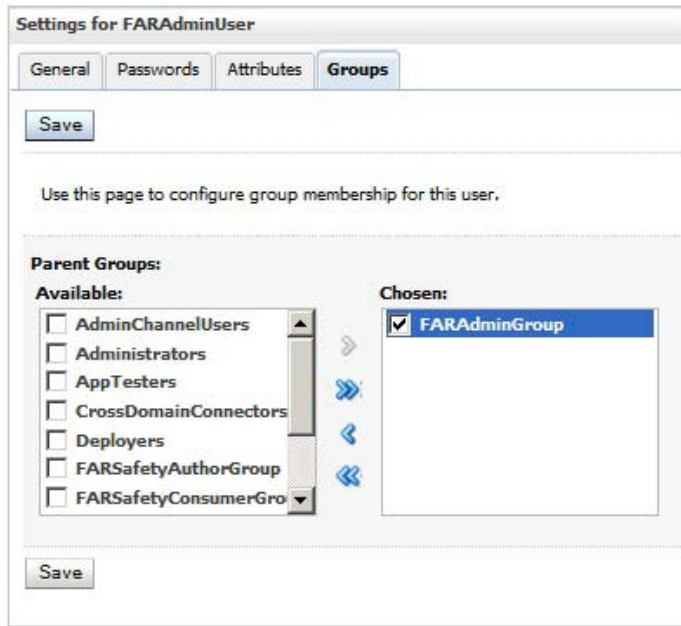 Settings for FARAdminUser
General Passwords Attributes Groups
Save
Use this page to configure group membership for this user.
Parent Groups:
Available:
AdminChannelUsers
Administrators
AppTesters
CrossDomainConnectors
Deployers
FARSafetyAuthorGroup
FARSafetyConsumerGro
Chosen:
FARAdminGroup
Save